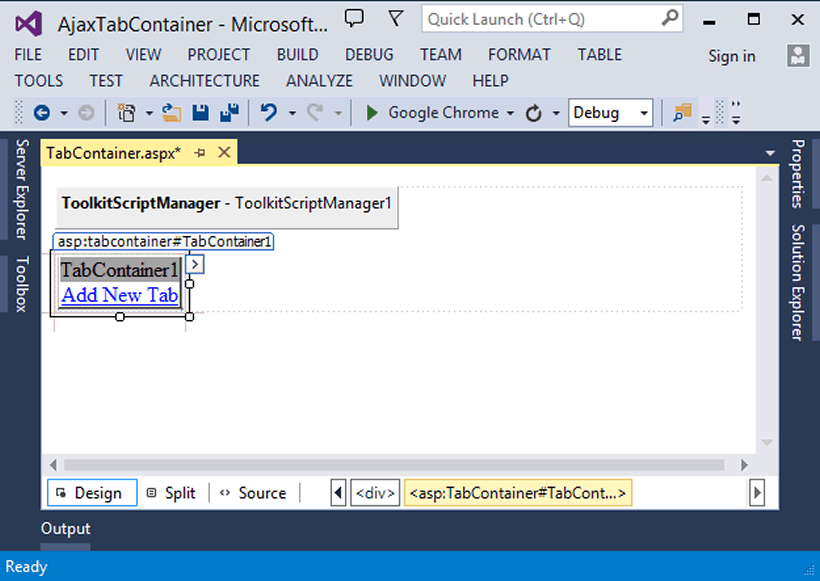 AjaxTabContainer - Microsoft...
Quick Launch (Ctrl+Q)
FILE EDIT VIEW PROJECT BUILD DEBUG TEAM FORMAT TABLE
Sign in
TOOLS TEST ARCHITECTURE ANALYZE WINDOW HELP
Google Chrome
Debug
Server Explorer
Toolbox
TabContainer.aspx*
ToolkitScriptManager - ToolkitScriptManager1
asp:tabcontainer#TabContainer1
TabContainer1
Add New Tab
Properties
Solution Explorer
Design Split Source
<div> <asp:TabContainer#TabCont...>
Output
Ready